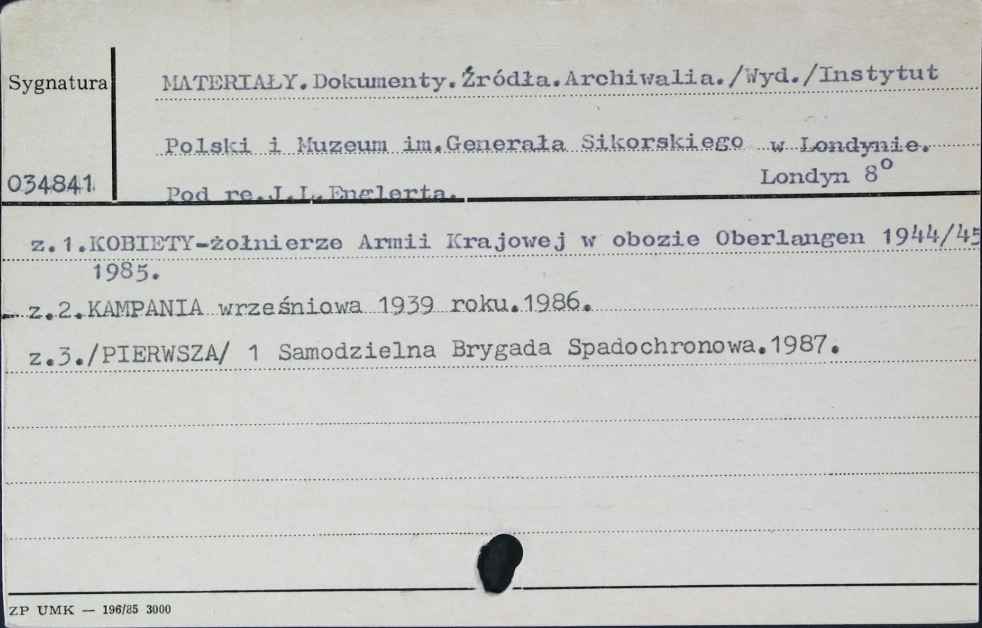 Sygnatura
MATERIAŁY.Dokumenty.Źródła.Archiwalia./Wyd./Instytut
Polski i Muzeum im.Generała Sikorskiego w Londynie.
034841
Pod re.J.L.Englerta.
Londyn 8o
z.1.KOBIETY-żołnierze Armii Krajowej w obozie Oberlangen 1944/45
1985.
z.2.KAMPANIA wrześniowa 1939 roku.1986.
z.3./PIERWSZA/ 1 Samodzielna Brygada Spadochronowa.1987.
ZP UMK — 196/85 3000